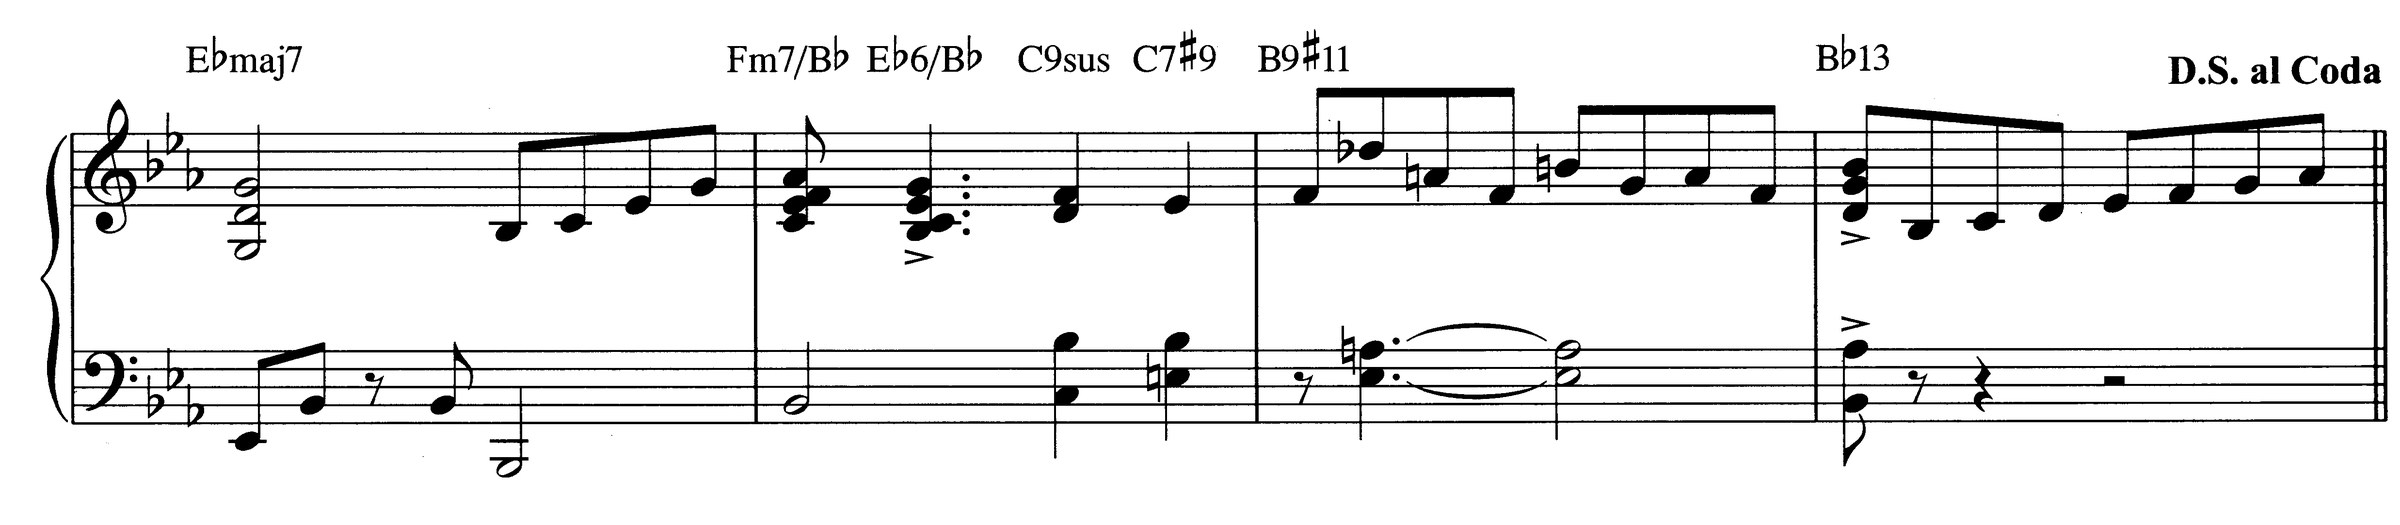 E♭maj7 Fm7/B♭ E♭6/B♭ C9sus C7♯9 B9♯11 B♭13 D.S. al Coda